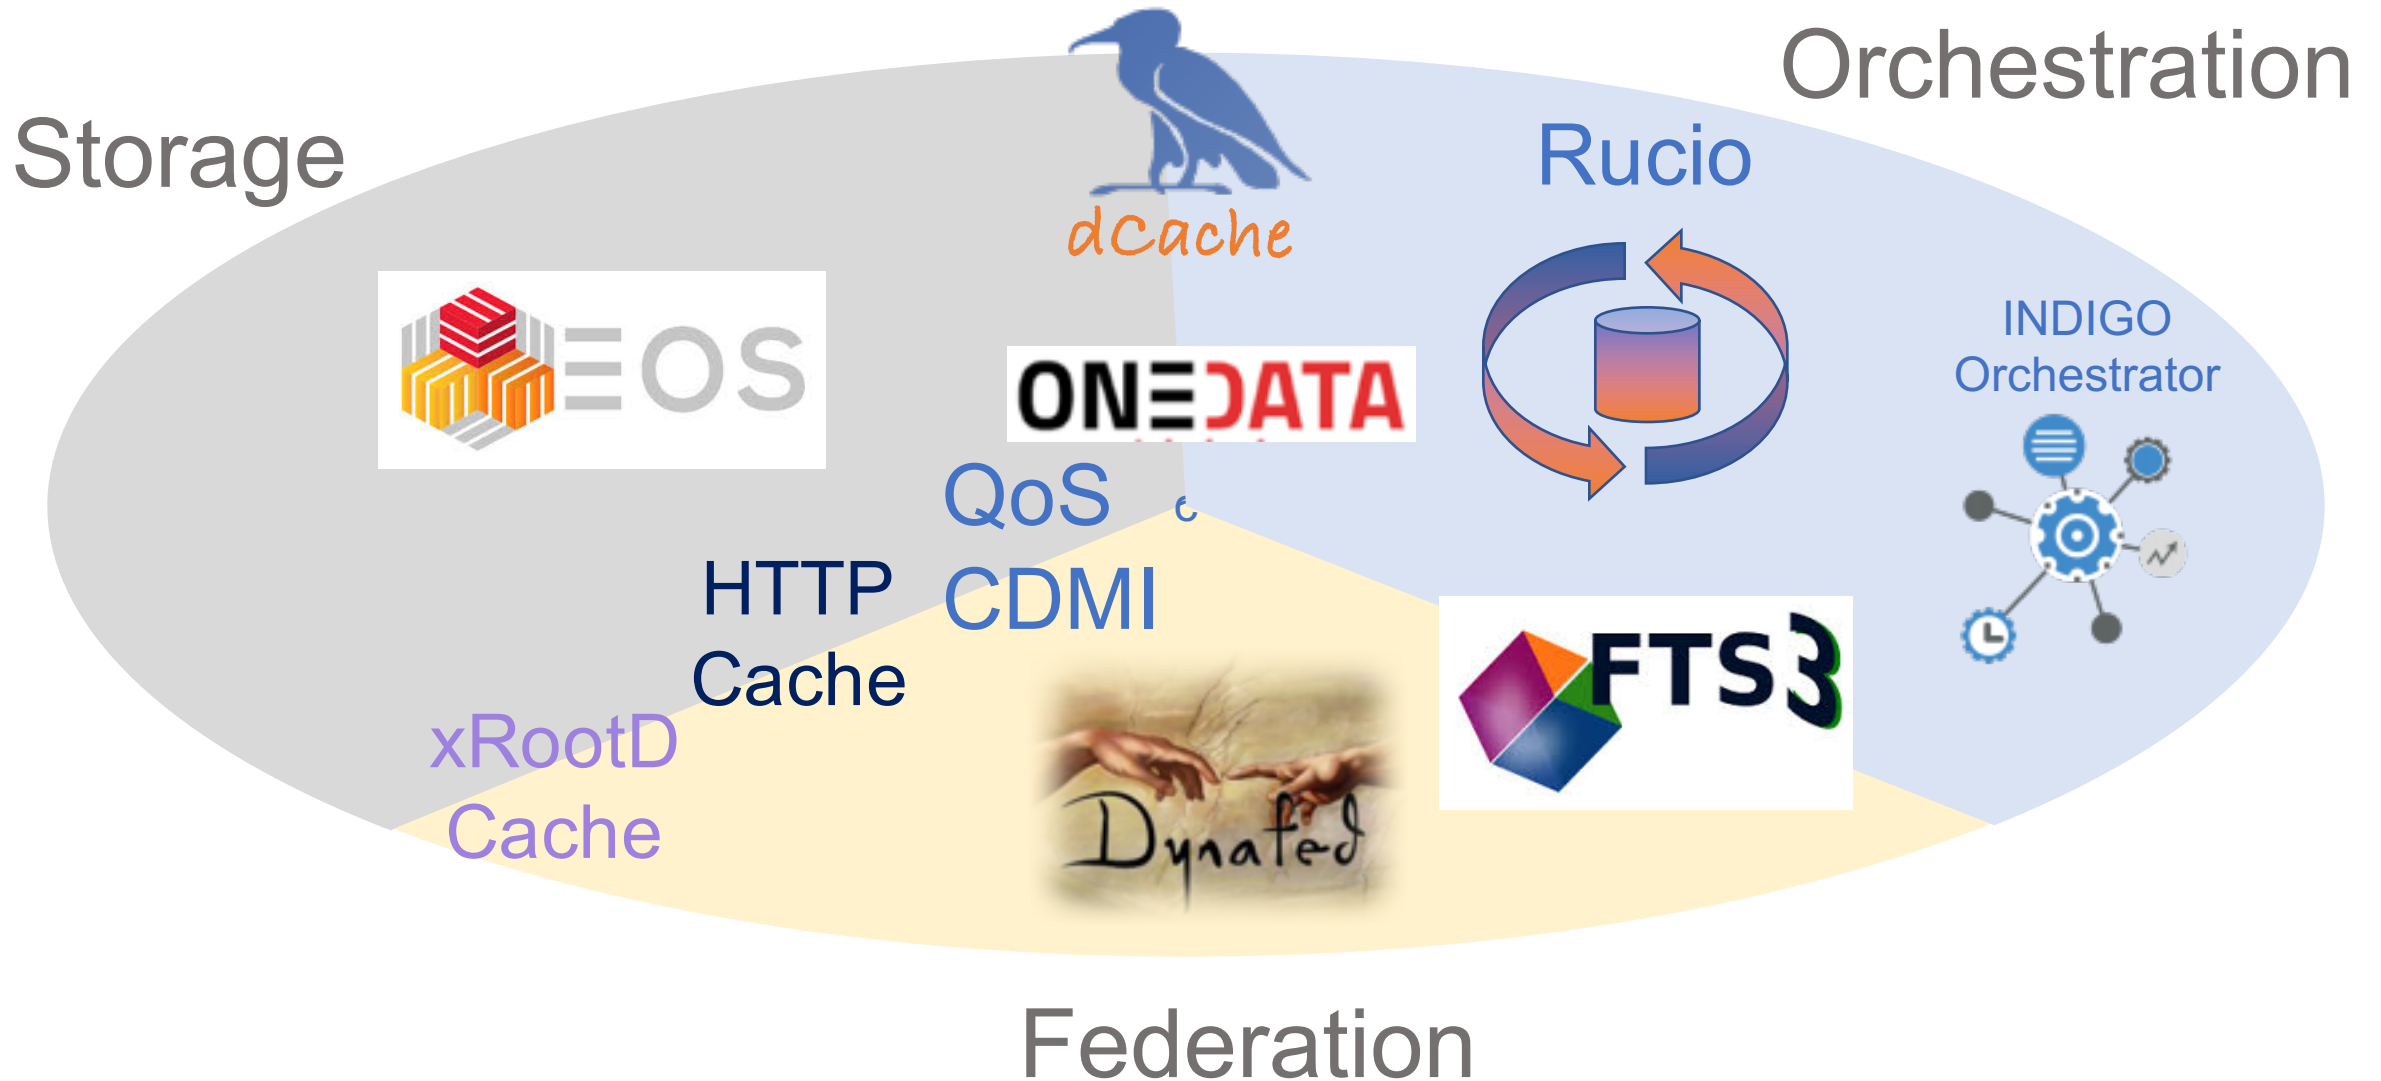 Orchestration
Storage
Rucio
dCache
EOS
INDIGO
Orchestrator
ONEDATA
QoS
CDMI
HTTP
Cache
FTS3
xRootD
Cache
Dynafed
Federation